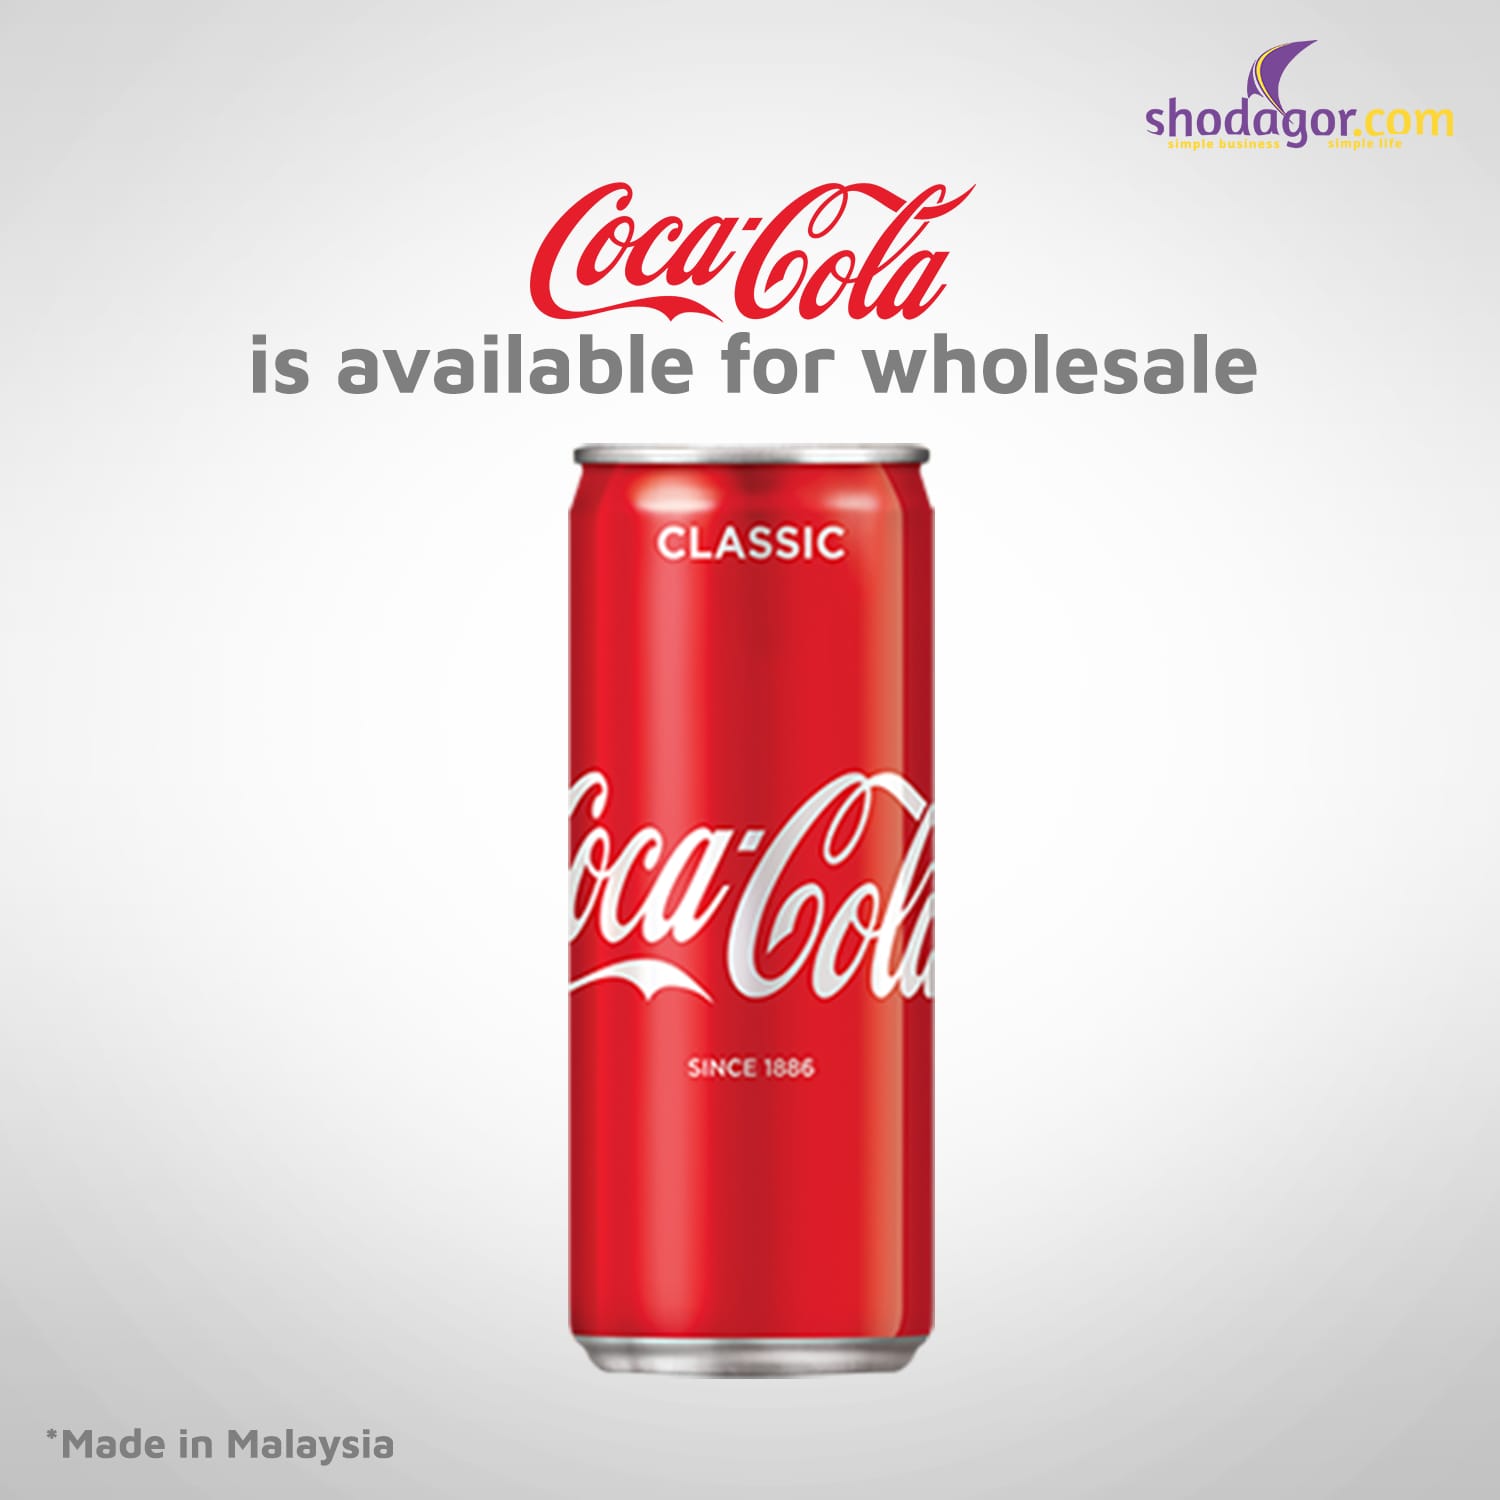 shodagor.com
simple business simple life
Coca-Cola
is available for wholesale
CLASSIC
Coca-Cola
SINCE 1886
*Made in Malaysia